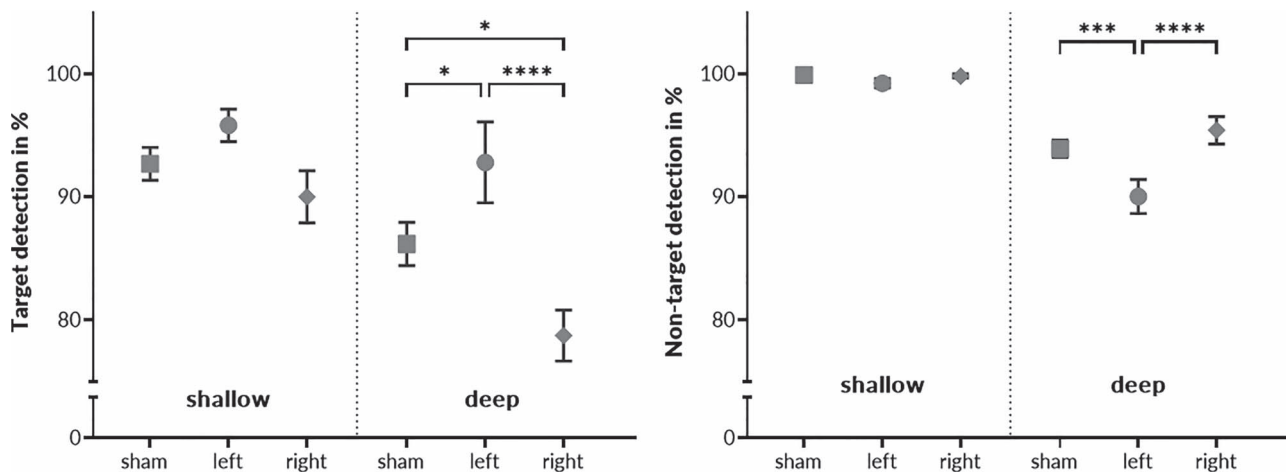 Target detection in %
100
90
80
0
*
*
****
shallow
deep
sham
left
right
sham
left
right
Non-target detection in %
100
90
80
0
***
****
shallow
deep
sham
left
right
sham
left
right